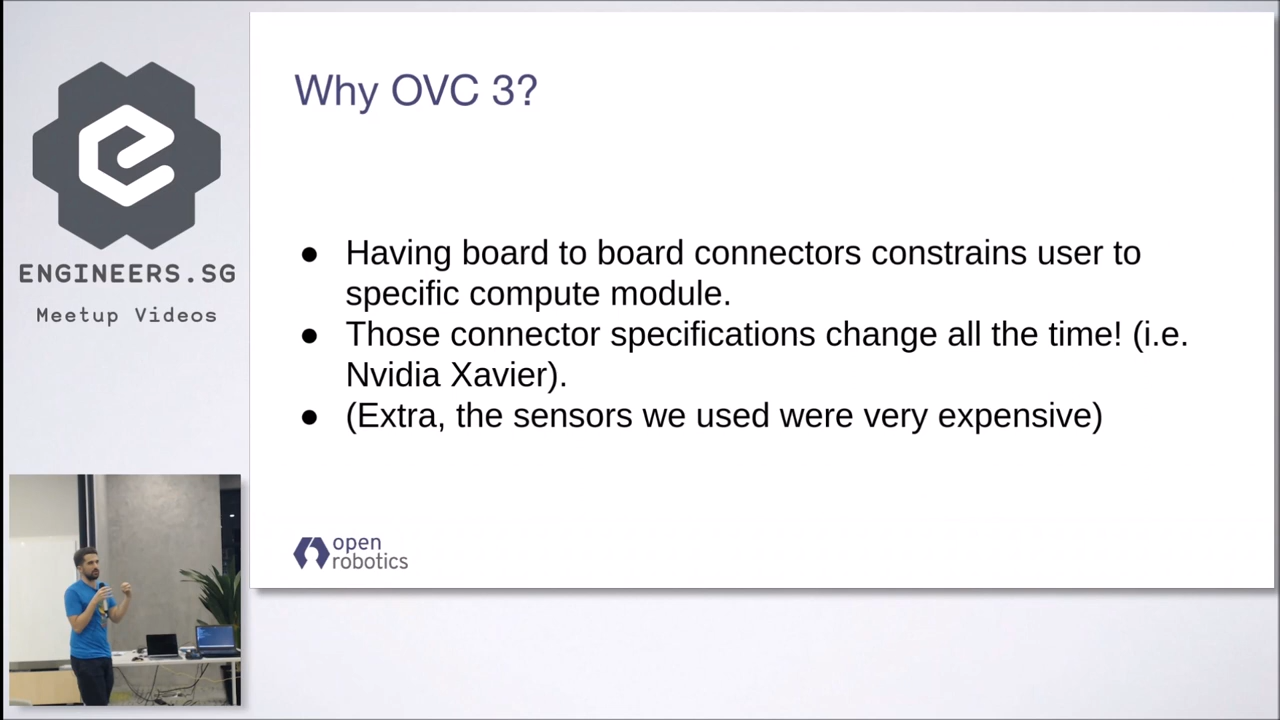 ENGINEERS.SG
Meetup Videos
Why OVC 3?
● Having board to board connectors constrains user to
specific compute module.
● Those connector specifications change all the time! (i.e.
Nvidia Xavier).
● (Extra, the sensors we used were very expensive)
open
robotics